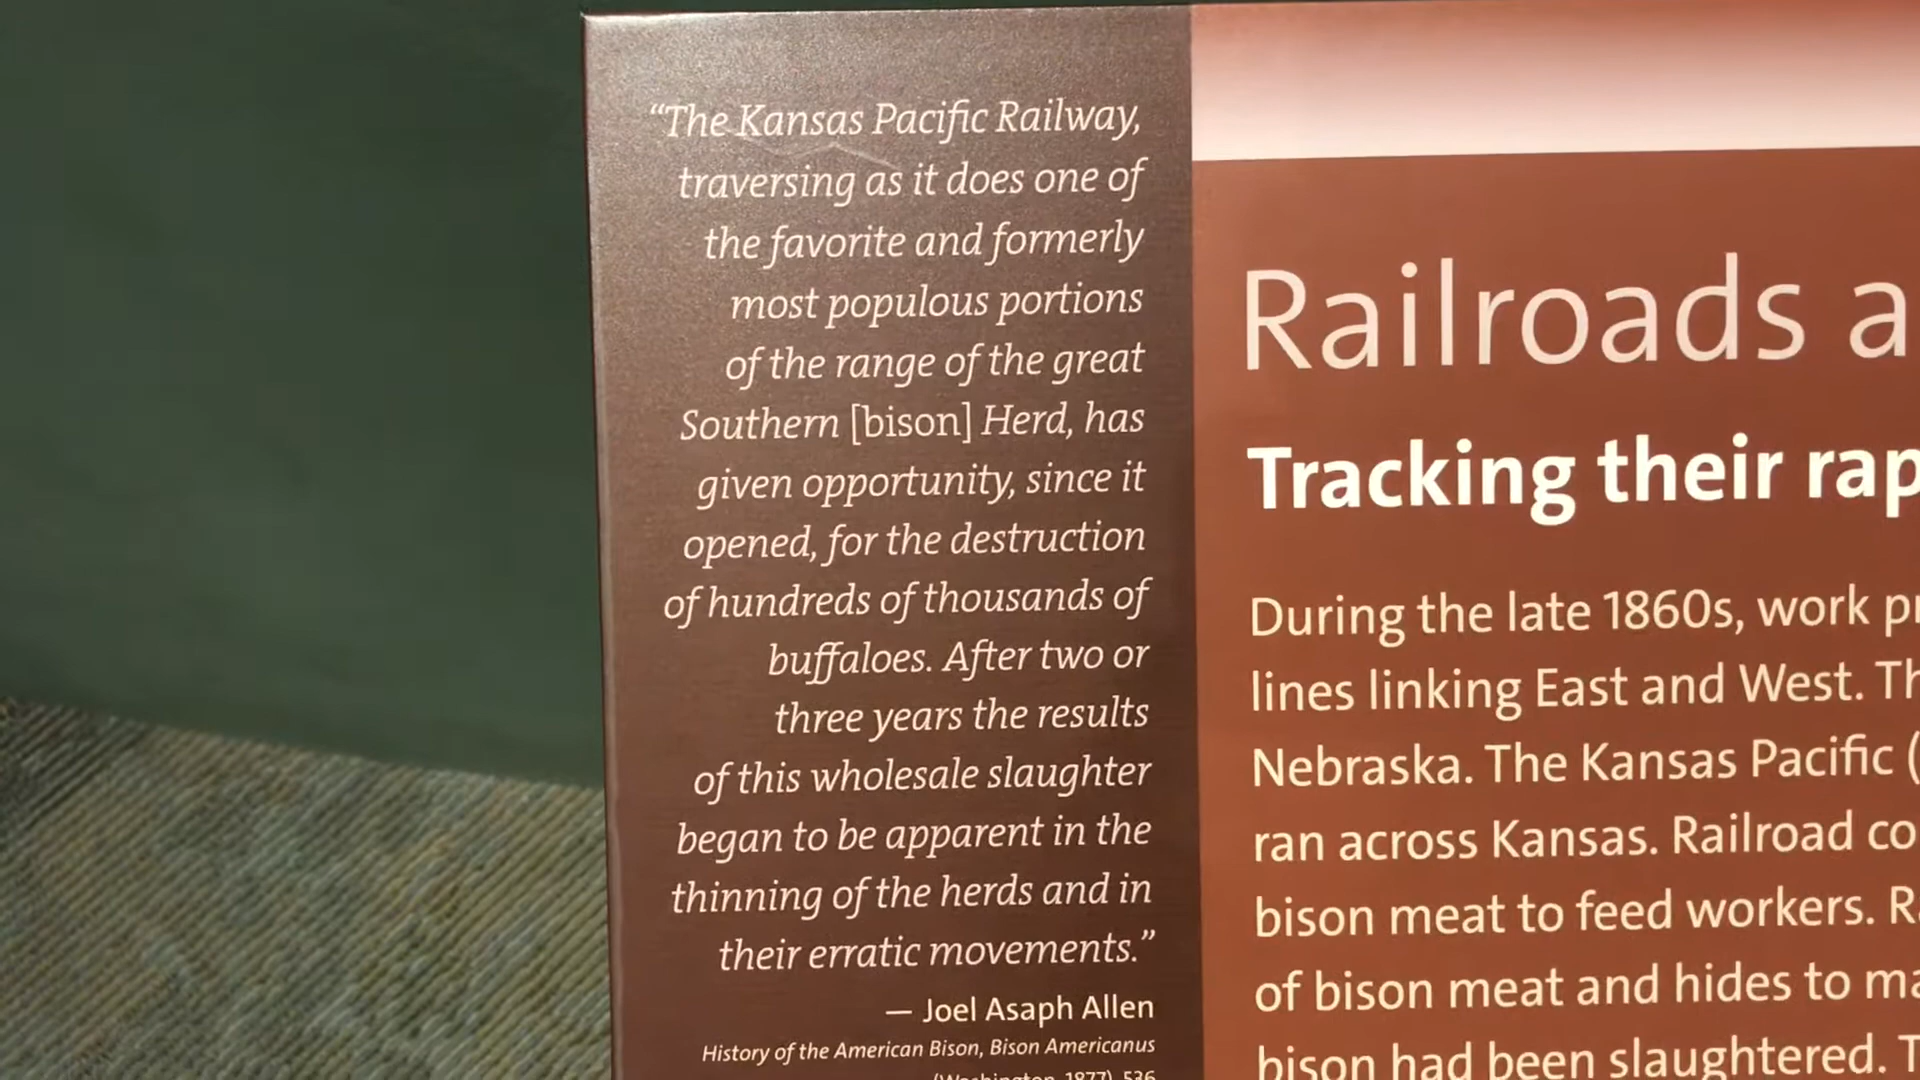 “The Kansas Pacific Railway,
traversing as it does one of
the favorite and formerly
most populous portions
of the range of the great
Southern [bison] Herd, has
given opportunity, since it
opened, for the destruction
of hundreds of thousands of
buffaloes. After two or
three years the results
of this wholesale slaughter
began to be apparent in the
thinning of the herds and in
their erratic movements.”
— Joel Asaph Allen
History of the American Bison, Bison Americanus
(Washington, 1877), 536
Railroads a
Tracking their rap
During the late 1860s, work pr
lines linking East and West. Th
Nebraska. The Kansas Pacific (
ran across Kansas. Railroad co
bison meat to feed workers. Ra
of bison meat and hides to ma
bison had been slaughtered. T